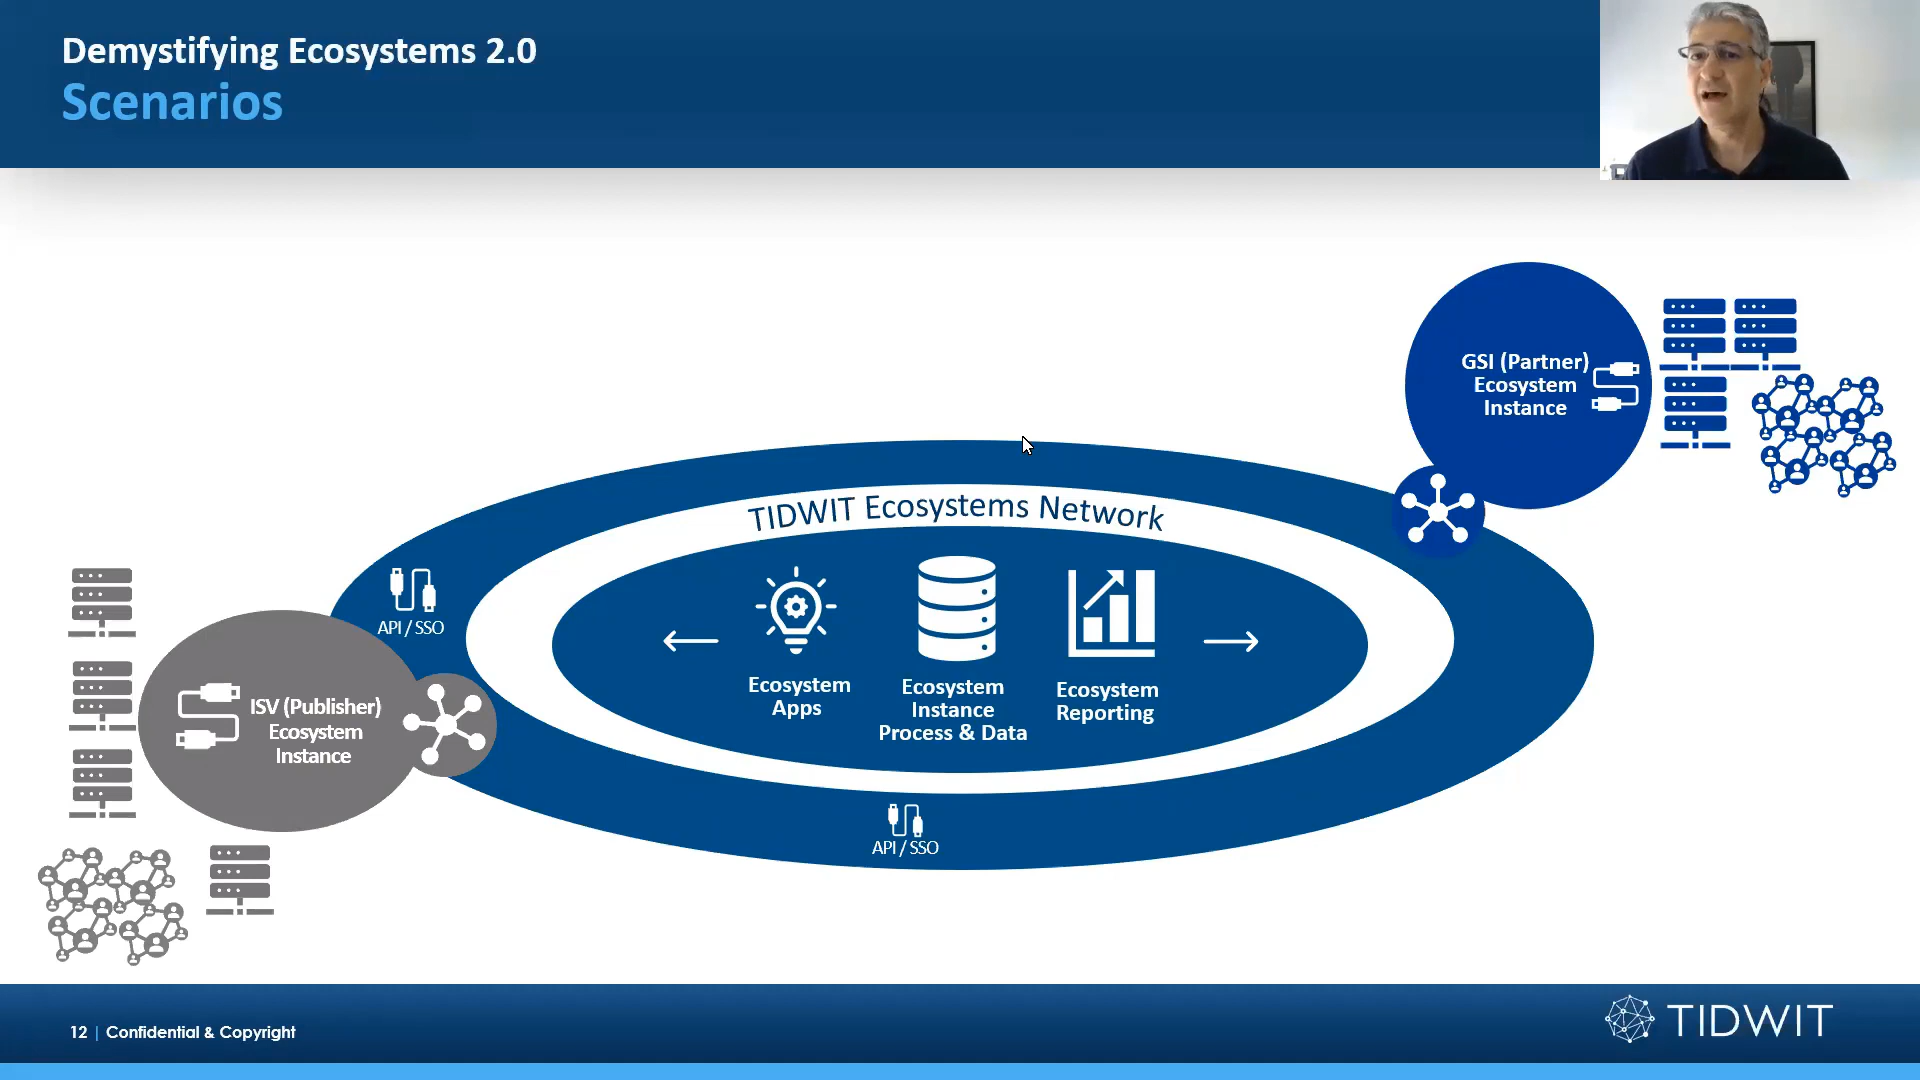 Demystifying Ecosystems 2.0
Scenarios
GSI (Partner)
Ecosystem
Instance
TIDWIT Ecosystems Network
API / SSO
ISV (Publisher)
Ecosystem
Instance
Ecosystem
Apps
Ecosystem
Instance
Process & Data
Ecosystem
Reporting
API / SSO
12 | Confidential & Copyright
TIDWIT